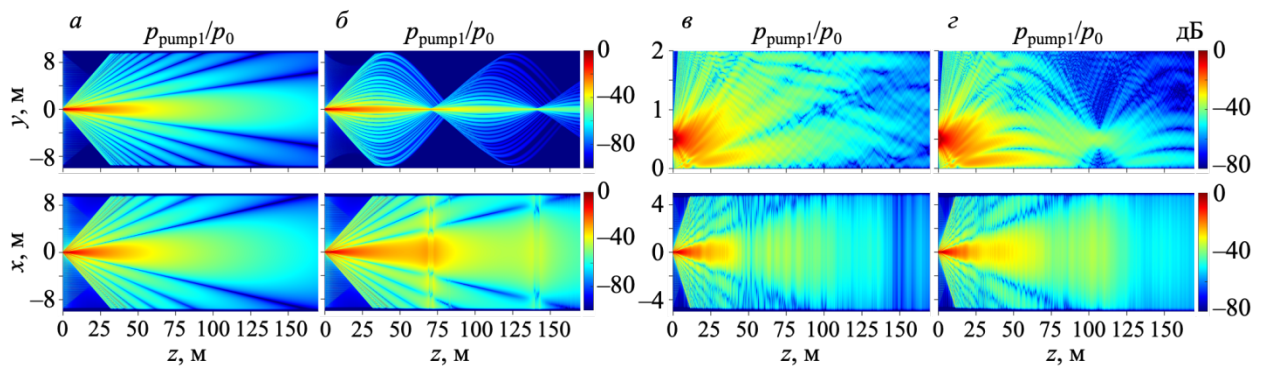 а б в г
p_pump1/p_0 p_pump1/p_0 p_pump1/p_0 p_pump1/p_0 дБ
8 0 2 0
y, м 0 −40 y, м 1 −40
−8 −80 0 −80
8 0 4 0
x, м 0 −40 x, м 0 −40
−8 −80 −4 −80
0 25 50 75 100 125 150 0 25 50 75 100 125 150 0 25 50 75 100 125 150 0 25 50 75 100 125 150
z, м z, м z, м z, м